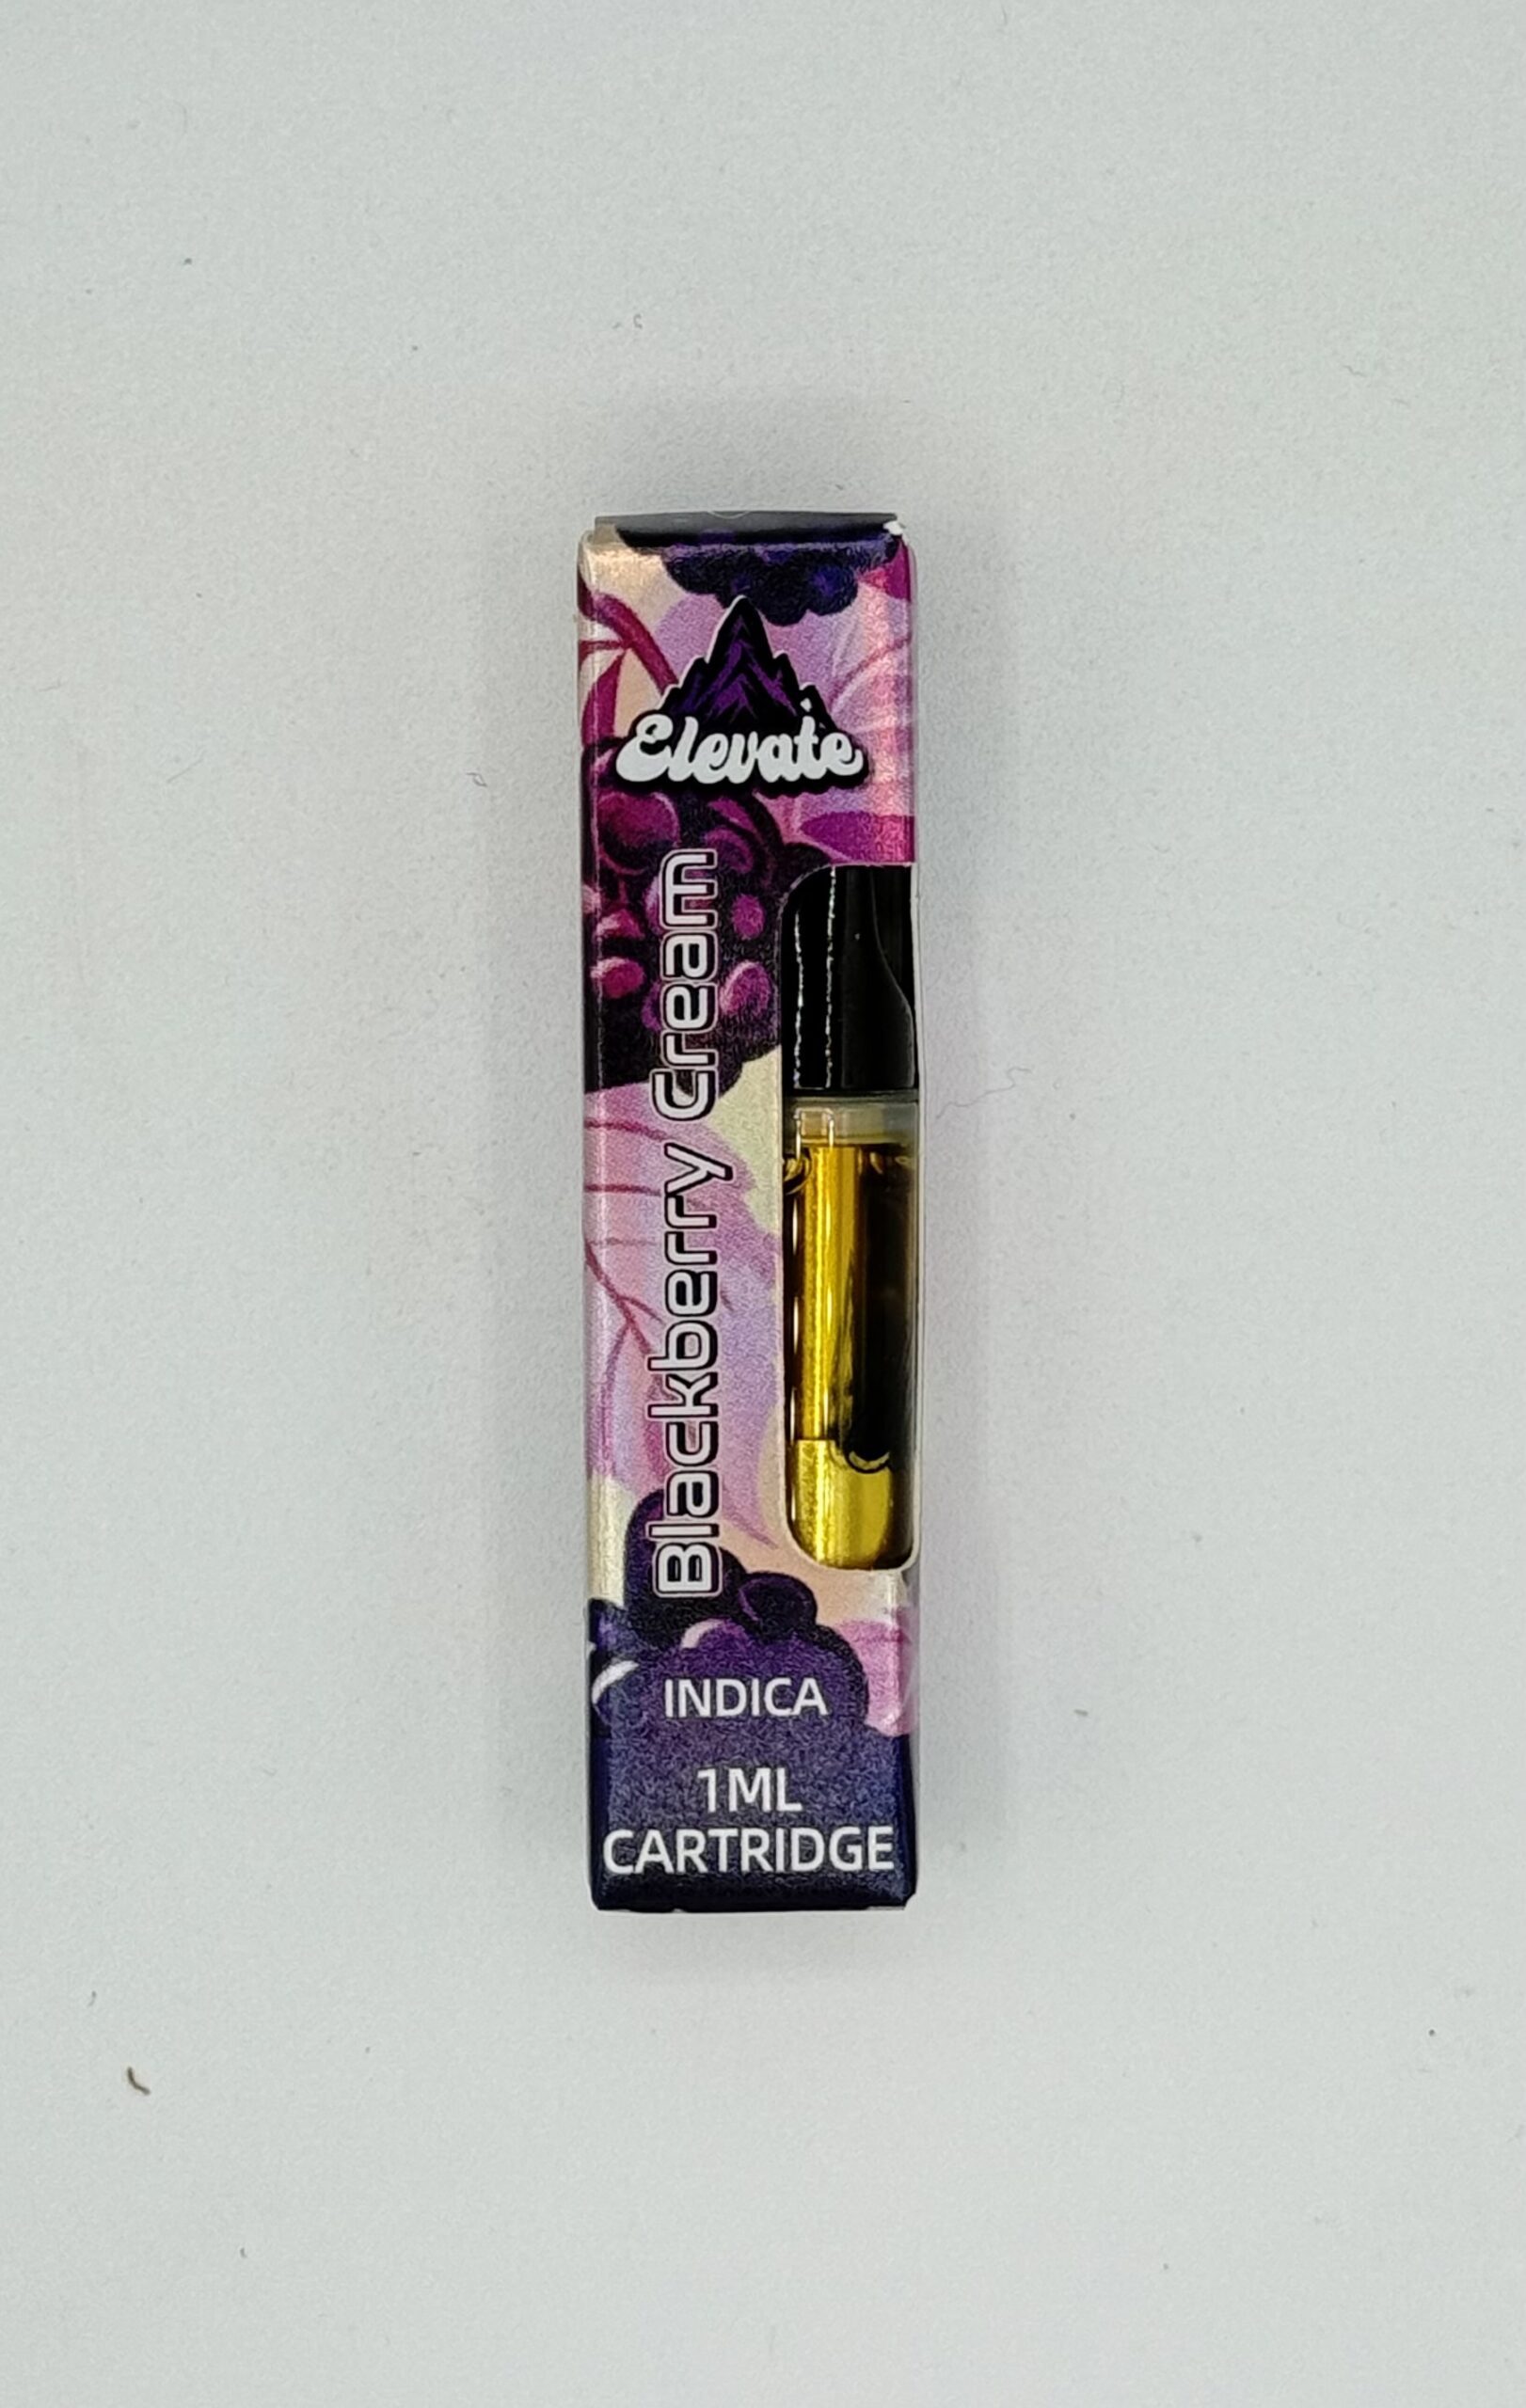 Elevate
Blackberry Cream
INDICA
1ML
CARTRIDGE